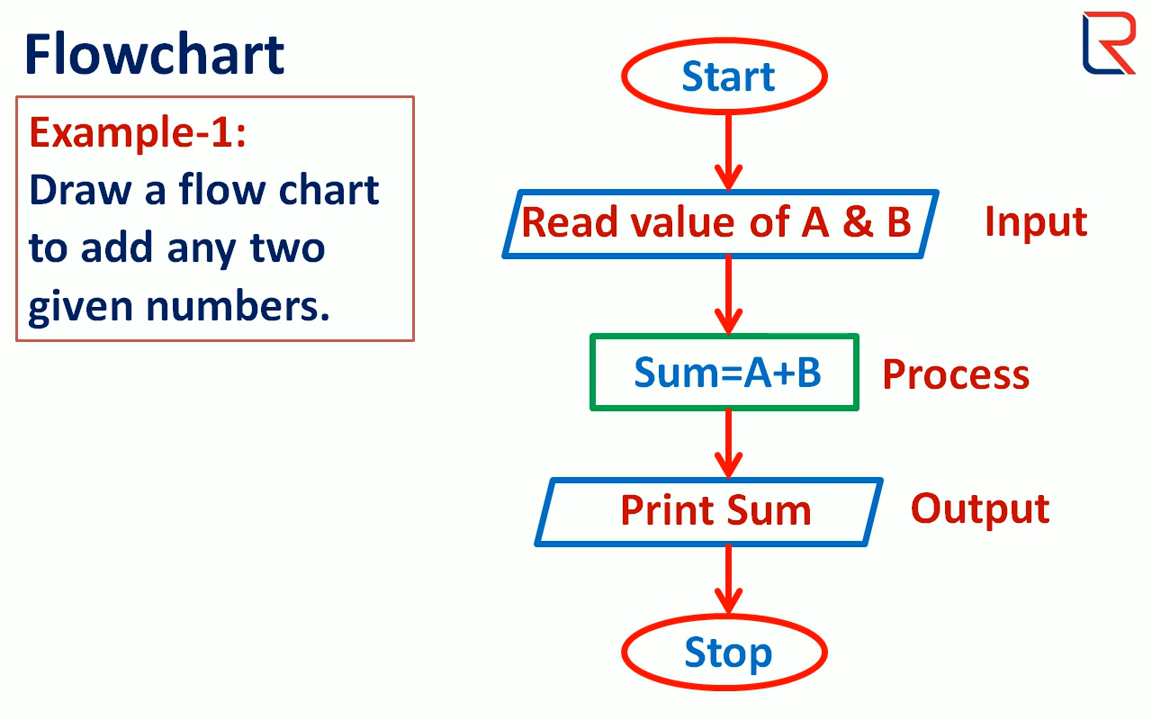 Flowchart
Example-1:
Draw a flow chart
to add any two
given numbers.
Start
Read value of A & B
Input
Sum=A+B
Process
Print Sum
Output
Stop